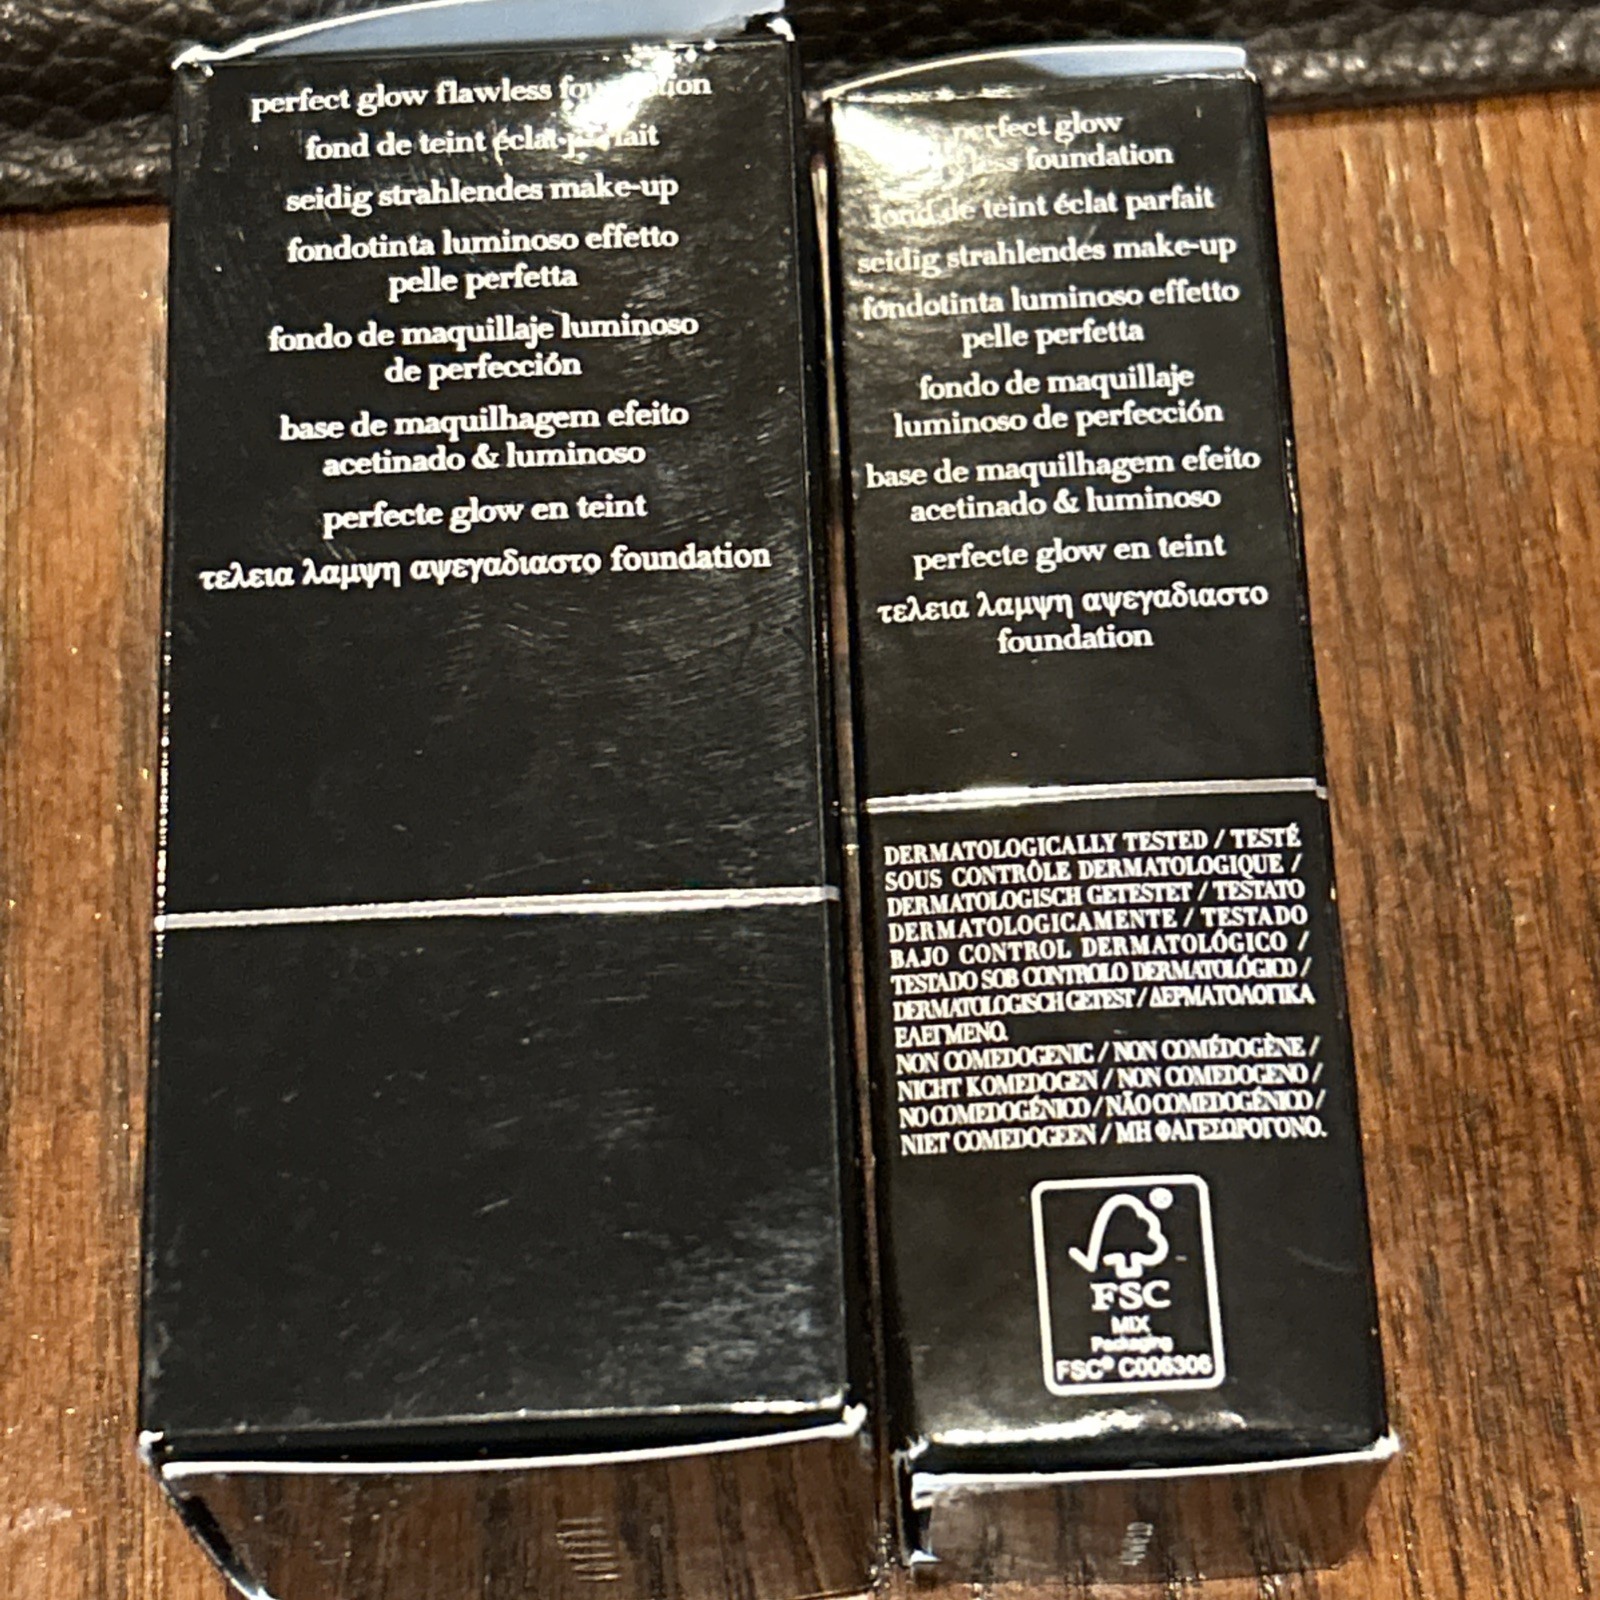 perfect glow flawless foundation
fond de teint éclat parfait
seidig strahlendes make-up
fondotinta luminoso effetto
pelle perfetta
fondo de maquillaje luminoso
de perfección
base de maquilhagem efeito
acetinado & luminoso
perfecte glow en teint
τελεια λαμψη αψεγαδιαστο foundation
perfect glow
foundation
fond de teint éclat parfait
seidig strahlendes make-up
fondotinta luminoso effetto
pelle perfetta
fondo de maquillaje
luminoso de perfección
base de maquilhagem efeito
acetinado & luminoso
perfecte glow en teint
τελεια λαμψη αψεγαδιαστο
foundation
DERMATOLOGICALLY TESTED / TESTÉ
SOUS CONTRÔLE DERMATOLOGIQUE /
DERMATOLOGISCH GETESTET / TESTATO
DERMATOLOGICAMENTE / TESTADO
BAJO CONTROL DERMATOLÓGICO /
TESTADO SOB CONTROLO DERMATOLÓGICO /
DERMATOLOGISCH GETEST / ΔΕΡΜΑΤΟΛΟΓΙΚΑ
ΕΛΕΓΜΕΝΟ.
NON COMEDOGENIC / NON COMÉDOGÈNE /
NICHT KOMEDOGEN / NON COMEDOGENO /
NO COMEDOGÉNICO / NÃO COMEDOGÉNICO /
NIET COMEDOGEEN / ΜΗ ΦΑΓΕΣΩΡΟΓΟΝΟ.
FSC
MIX
Packaging
FSC® C006306